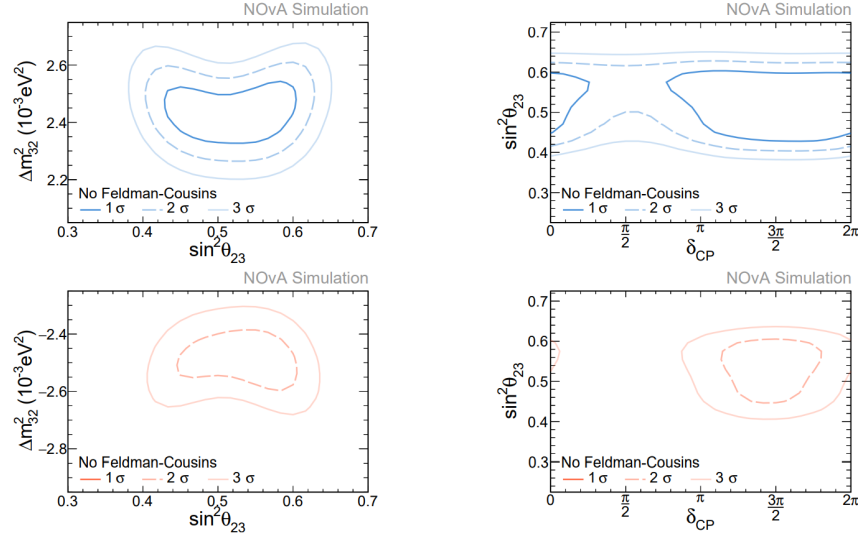 NOvA Simulation
Δm²₃₂ (10⁻³eV²)
2.6
2.4
2.2
No Feldman-Cousins
1 σ 2 σ 3 σ
0.3 0.4 0.5 0.6 0.7
sin²θ₂₃
NOvA Simulation
sin²θ₂₃
0.7
0.6
0.5
0.4
0.3
No Feldman-Cousins
1 σ 2 σ 3 σ
0 π/2 π 3π/2 2π
δCP
NOvA Simulation
Δm²₃₂ (10⁻³eV²)
−2.4
−2.6
−2.8
No Feldman-Cousins
1 σ 2 σ 3 σ
0.3 0.4 0.5 0.6 0.7
sin²θ₂₃
NOvA Simulation
sin²θ₂₃
0.7
0.6
0.5
0.4
0.3
No Feldman-Cousins
1 σ 2 σ 3 σ
0 π/2 π 3π/2 2π
δCP